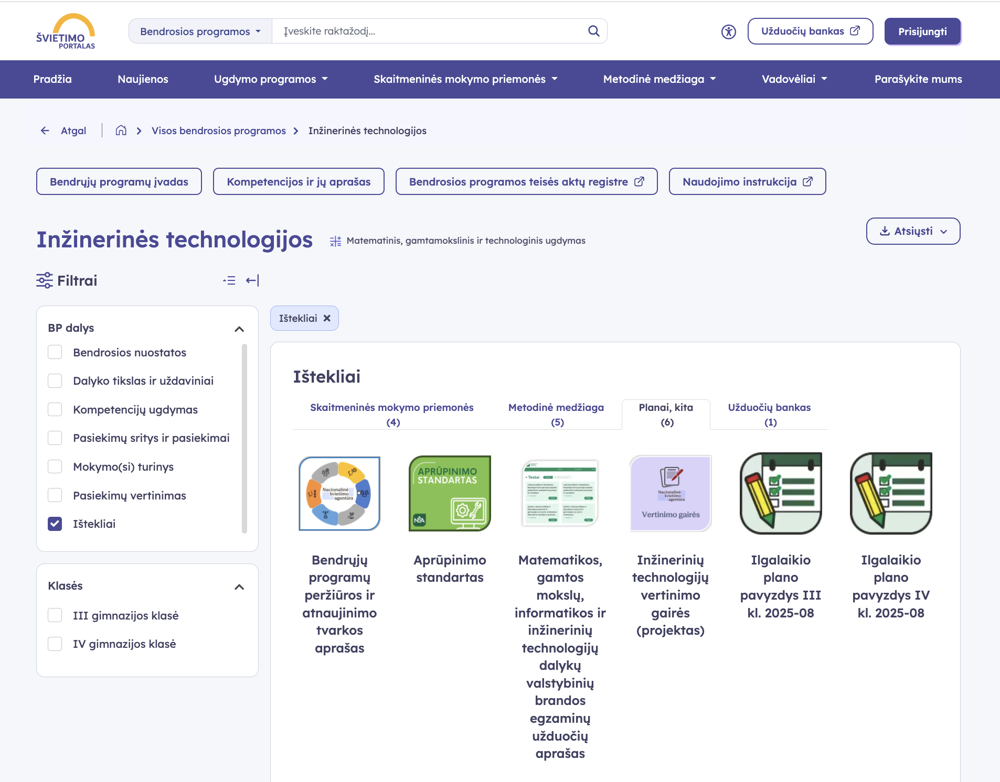 ŠVIETIMO
PORTALAS
Bendrosios programos
Įveskite raktažodį...
Užduočių bankas
Prisijungti
Pradžia
Naujienos
Ugdymo programos
Skaitmeninės mokymo priemonės
Metodinė medžiaga
Vadovėliai
Parašykite mums
Atgal
Visos bendrosios programos
Inžinerinės technologijos
Bendrųjų programų įvadas
Kompetencijos ir jų aprašas
Bendrosios programos teisės aktų registre
Naudojimo instrukcija
Inžinerinės technologijos
Matematinis, gamtamokslinis ir technologinis ugdymas
Atsiųsti
Filtrai
BP dalys
Bendrosios nuostatos
Dalyko tikslas ir uždaviniai
Kompetencijų ugdymas
Pasiekimų sritys ir pasiekimai
Mokymo(si) turinys
Pasiekimų vertinimas
Ištekliai
Klasės
III gimnazijos klasė
IV gimnazijos klasė
Ištekliai
Ištekliai
Skaitmeninės mokymo priemonės
(4)
Metodinė medžiaga
(5)
Planai, kita
(6)
Užduočių bankas
(1)
Nacionalinė
švietimo
agentūra
APRŪPINIMO
STANDARTAS
NŠA
Testai
Nacionalinė
švietimo
agentūra
Vertinimo gairės
Bendrųjų
programų
peržiūros ir
atnaujinimo
tvarkos
aprašas
Aprūpinimo
standartas
Matematikos,
gamtos
mokslų,
informatikos ir
inžinerinių
technologijų
dalykų
valstybinių
brandos
egzaminų
užduočių
aprašas
Inžinerinių
technologijų
vertinimo
gairės
(projektas)
Ilgalaikio
plano
pavyzdys III
kl. 2025-08
Ilgalaikio
plano
pavyzdys IV
kl. 2025-08